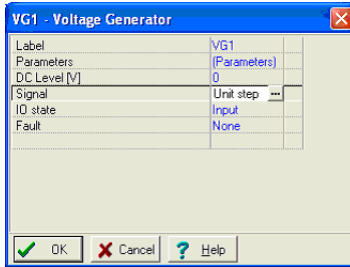 VG1 - Voltage Generator
Label VG1
Parameters (Parameters)
DC Level [V] 0
Signal Unit step ...
IO state Input
Fault None
OK Cancel ? Help